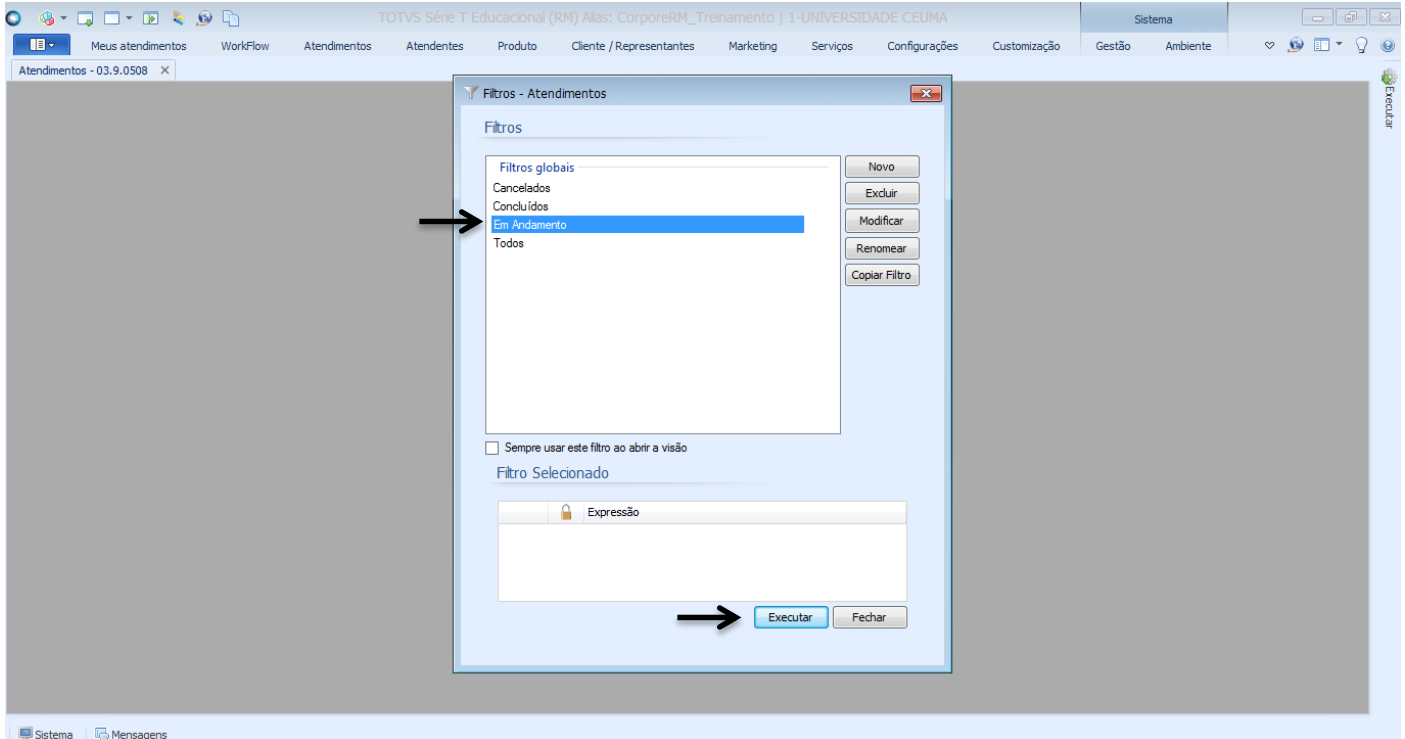 TOTVS Série T Educacional (RM) Alias: CorporeRM_Treinamento | 1-UNIVERSIDADE CEUMA
Sistema
Meus atendimentos WorkFlow Atendimentos Atendentes Produto Cliente / Representantes Marketing Serviços Configurações Customização Gestão Ambiente
Atendimentos - 03.9.0508
Executar
Filtros - Atendimentos
Filtros
Filtros globais
Cancelados
Concluídos
Em Andamento
Todos
Novo
Excluir
Modificar
Renomear
Copiar Filtro
Sempre usar este filtro ao abrir a visão
Filtro Selecionado
Expressão
Executar Fechar
Sistema Mensagens